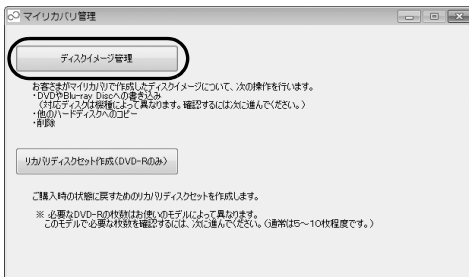 マイリカバリ管理
ディスクイメージ管理
お客さまがマイリカバリで作成したディスクイメージについて、次の操作を行います。
・DVDやBlu-ray Discへの書き込み
（対応ディスクは機種によって異なります。確認するには次に進んでください。）
・他のハードディスクへのコピー
・削除
リカバリディスクセット作成（DVD-Rのみ）
ご購入時の状態に戻すためのリカバリディスクセットを作成します。
※ 必要なDVD-Rの枚数はお使いのモデルによって異なります。
このモデルで必要な枚数を確認するには、次に進んでください。（通常は5～10枚程度です。）